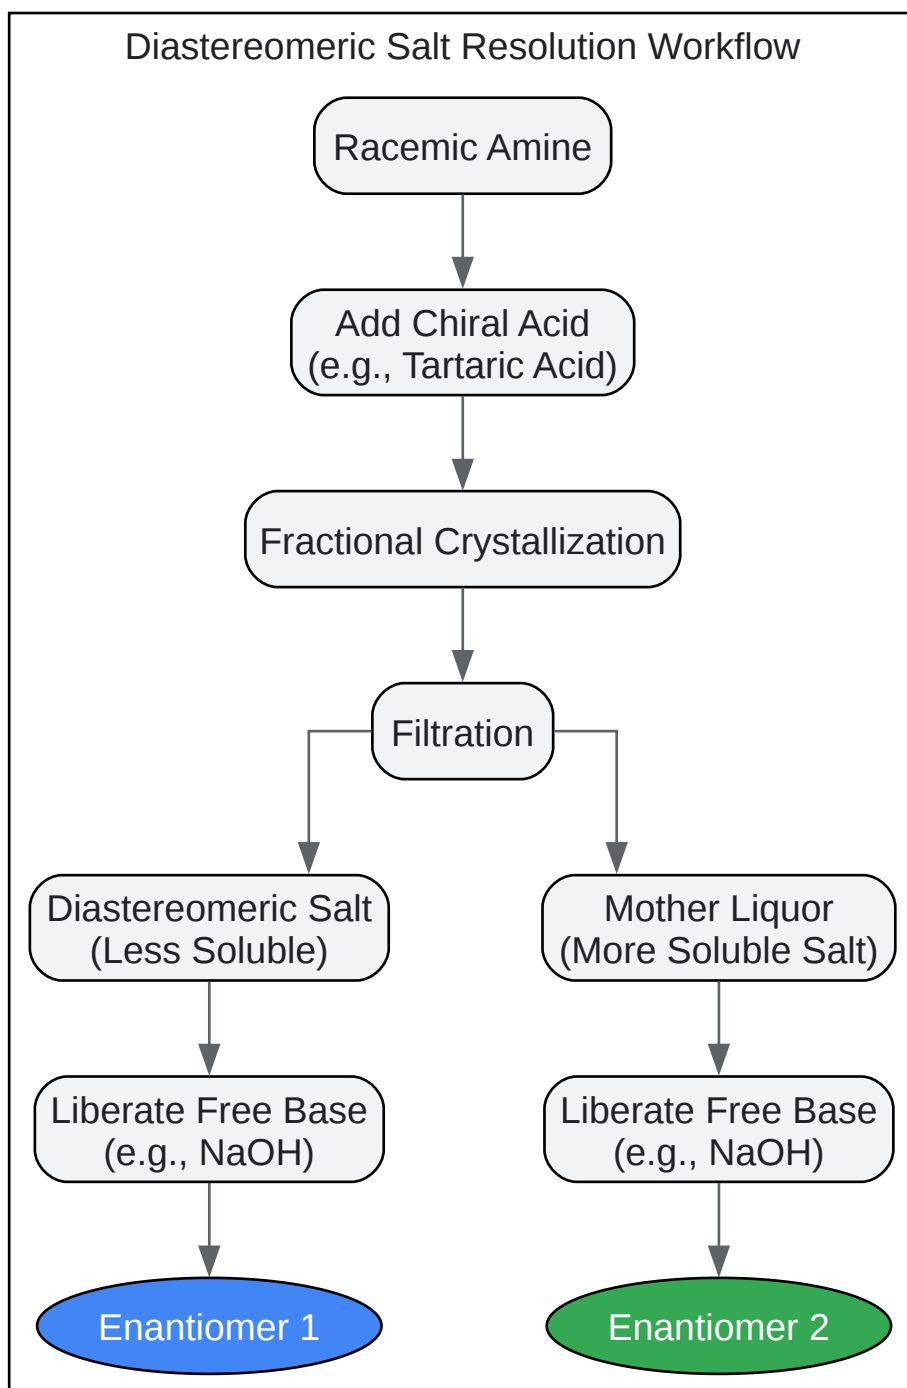 Diastereomeric Salt Resolution Workflow
Racemic Amine
Add Chiral Acid
(e.g., Tartaric Acid)
Fractional Crystallization
Filtration
Diastereomeric Salt
(Less Soluble)
Mother Liquor
(More Soluble Salt)
Liberate Free Base
(e.g., NaOH)
Liberate Free Base
(e.g., NaOH)
Enantiomer 1
Enantiomer 2